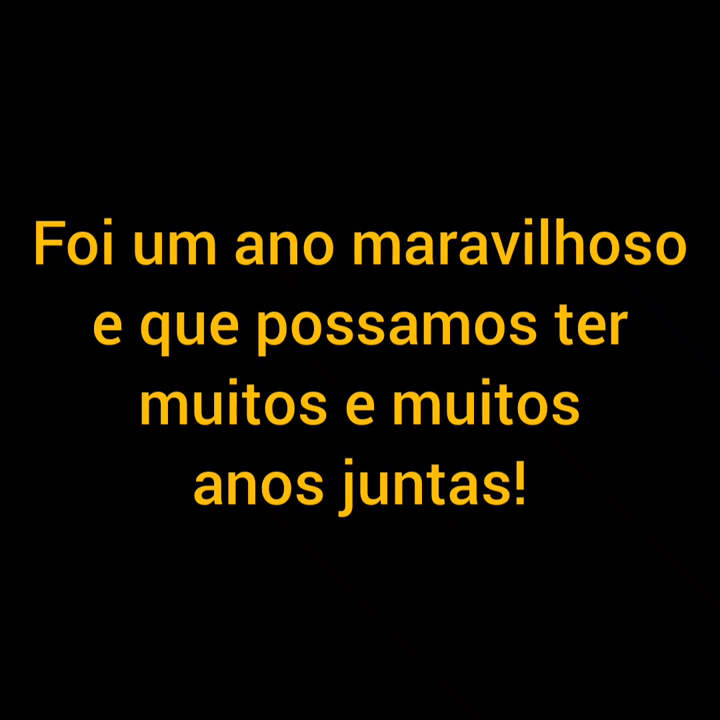 Foi um ano maravilhoso
e que possamos ter
muitos e muitos
anos juntas!